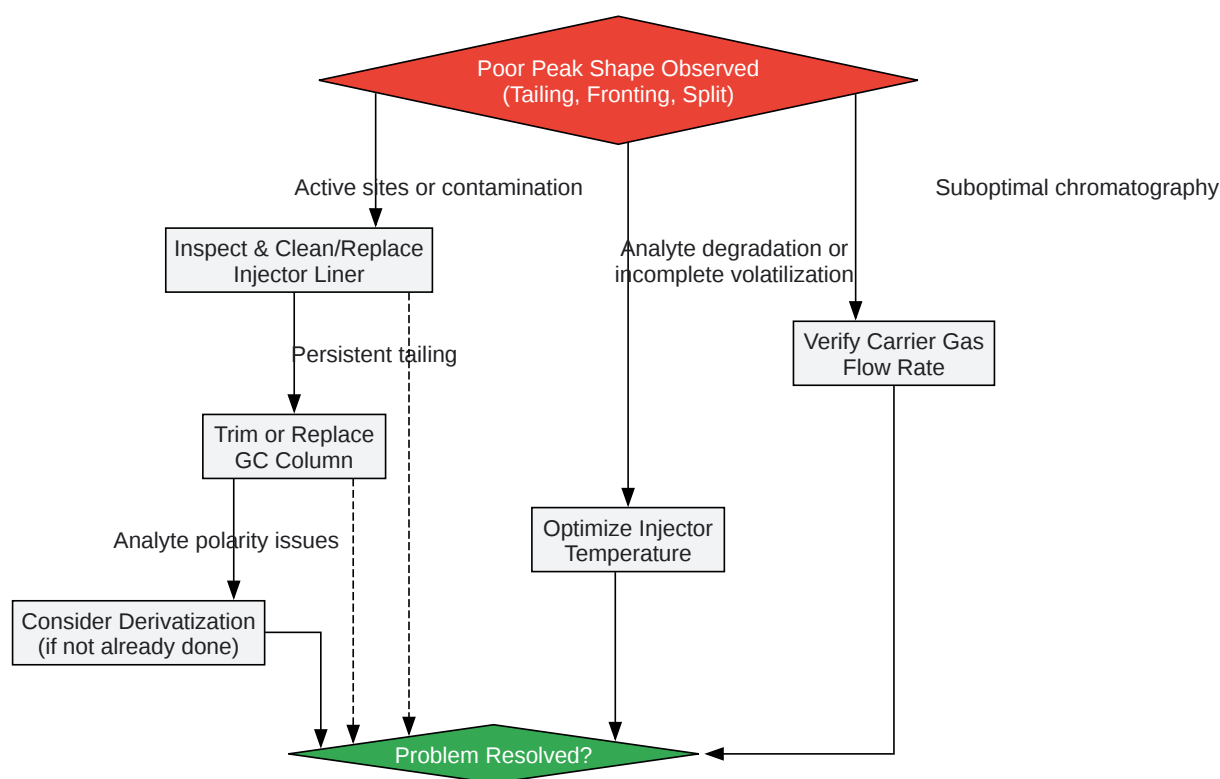 Poor Peak Shape Observed
(Tailing, Fronting, Split)
Active sites or contamination
Suboptimal chromatography
Inspect & Clean/Replace
Injector Liner
Analyte degradation or
incomplete volatilization
Verify Carrier Gas
Flow Rate
Persistent tailing
Trim or Replace
GC Column
Optimize Injector
Temperature
Analyte polarity issues
Consider Derivatization
(if not already done)
Problem Resolved?